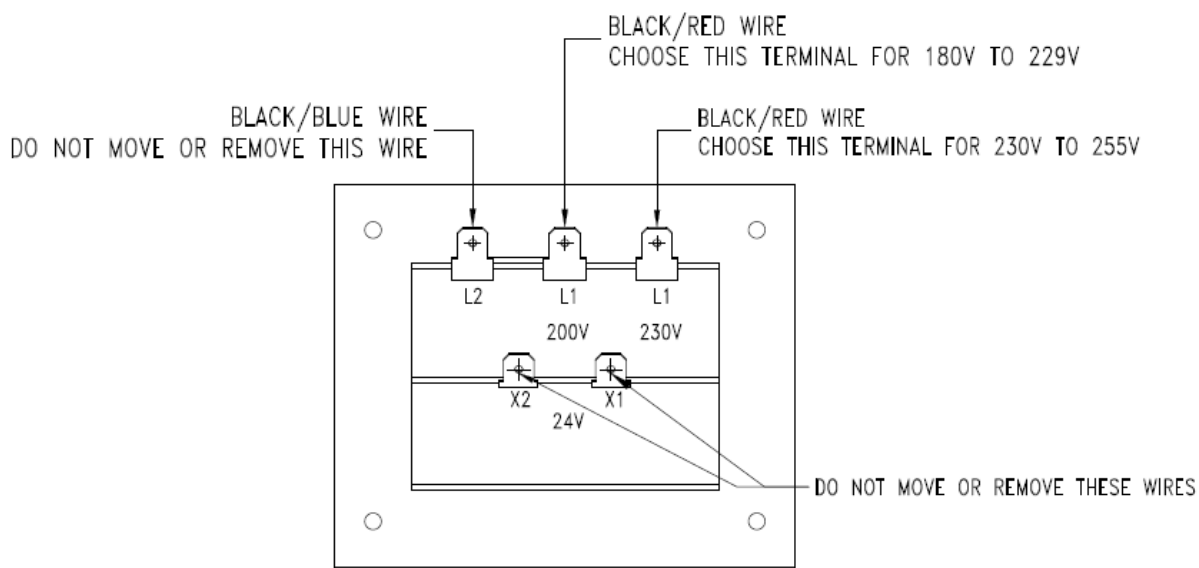 BLACK/RED WIRE
CHOOSE THIS TERMINAL FOR 180V TO 229V
BLACK/BLUE WIRE
DO NOT MOVE OR REMOVE THIS WIRE
BLACK/RED WIRE
CHOOSE THIS TERMINAL FOR 230V TO 255V
L2 L1 L1
200V 230V
X2 X1
24V
DO NOT MOVE OR REMOVE THESE WIRES